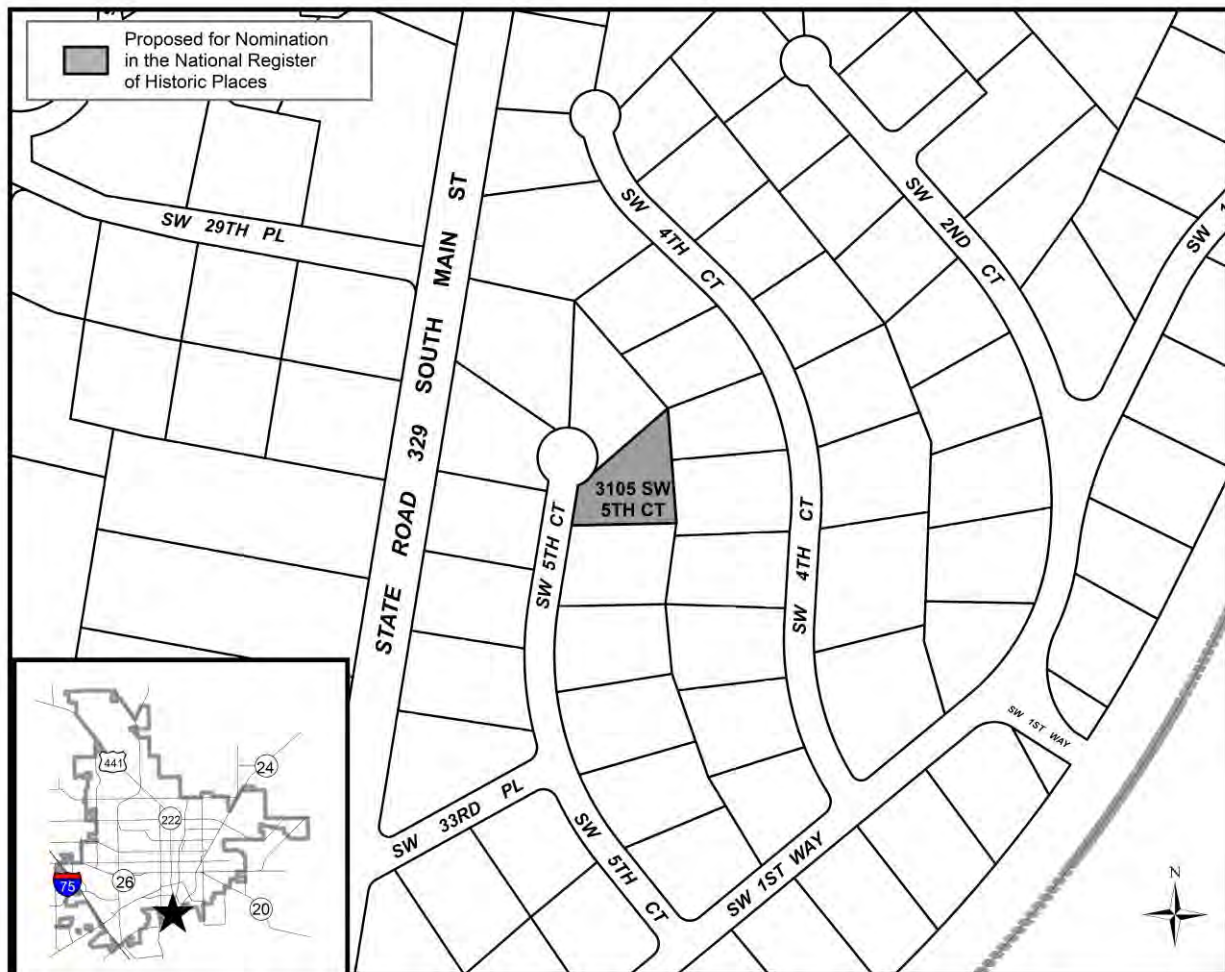 Proposed for Nomination
in the National Register
of Historic Places
SW 29TH PL
STATE ROAD 329 SOUTH MAIN ST
SW 4TH CT
SW 2ND CT
SW
3105 SW
5TH CT
SW 5TH CT
SW 4TH CT
SW 1ST WAY
SW 33RD PL
SW 5TH CT
SW 1ST WAY
441
24
222
26
75
20
N